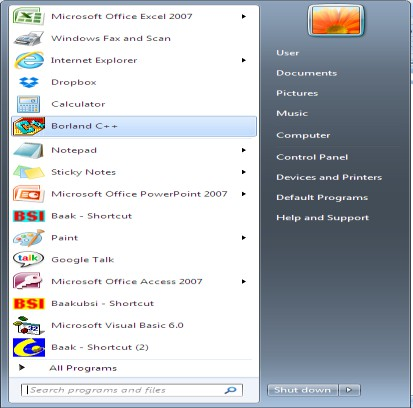 Microsoft Office Excel 2007
Windows Fax and Scan
Internet Explorer
Dropbox
Calculator
Borland C++
Notepad
Sticky Notes
Microsoft Office PowerPoint 2007
BSI Baak - Shortcut
Paint
talk Google Talk
Microsoft Office Access 2007
BSI Baakubsi - Shortcut
Microsoft Visual Basic 6.0
Baak - Shortcut (2)
All Programs
Search programs and files
User
Documents
Pictures
Music
Computer
Control Panel
Devices and Printers
Default Programs
Help and Support
Shut down